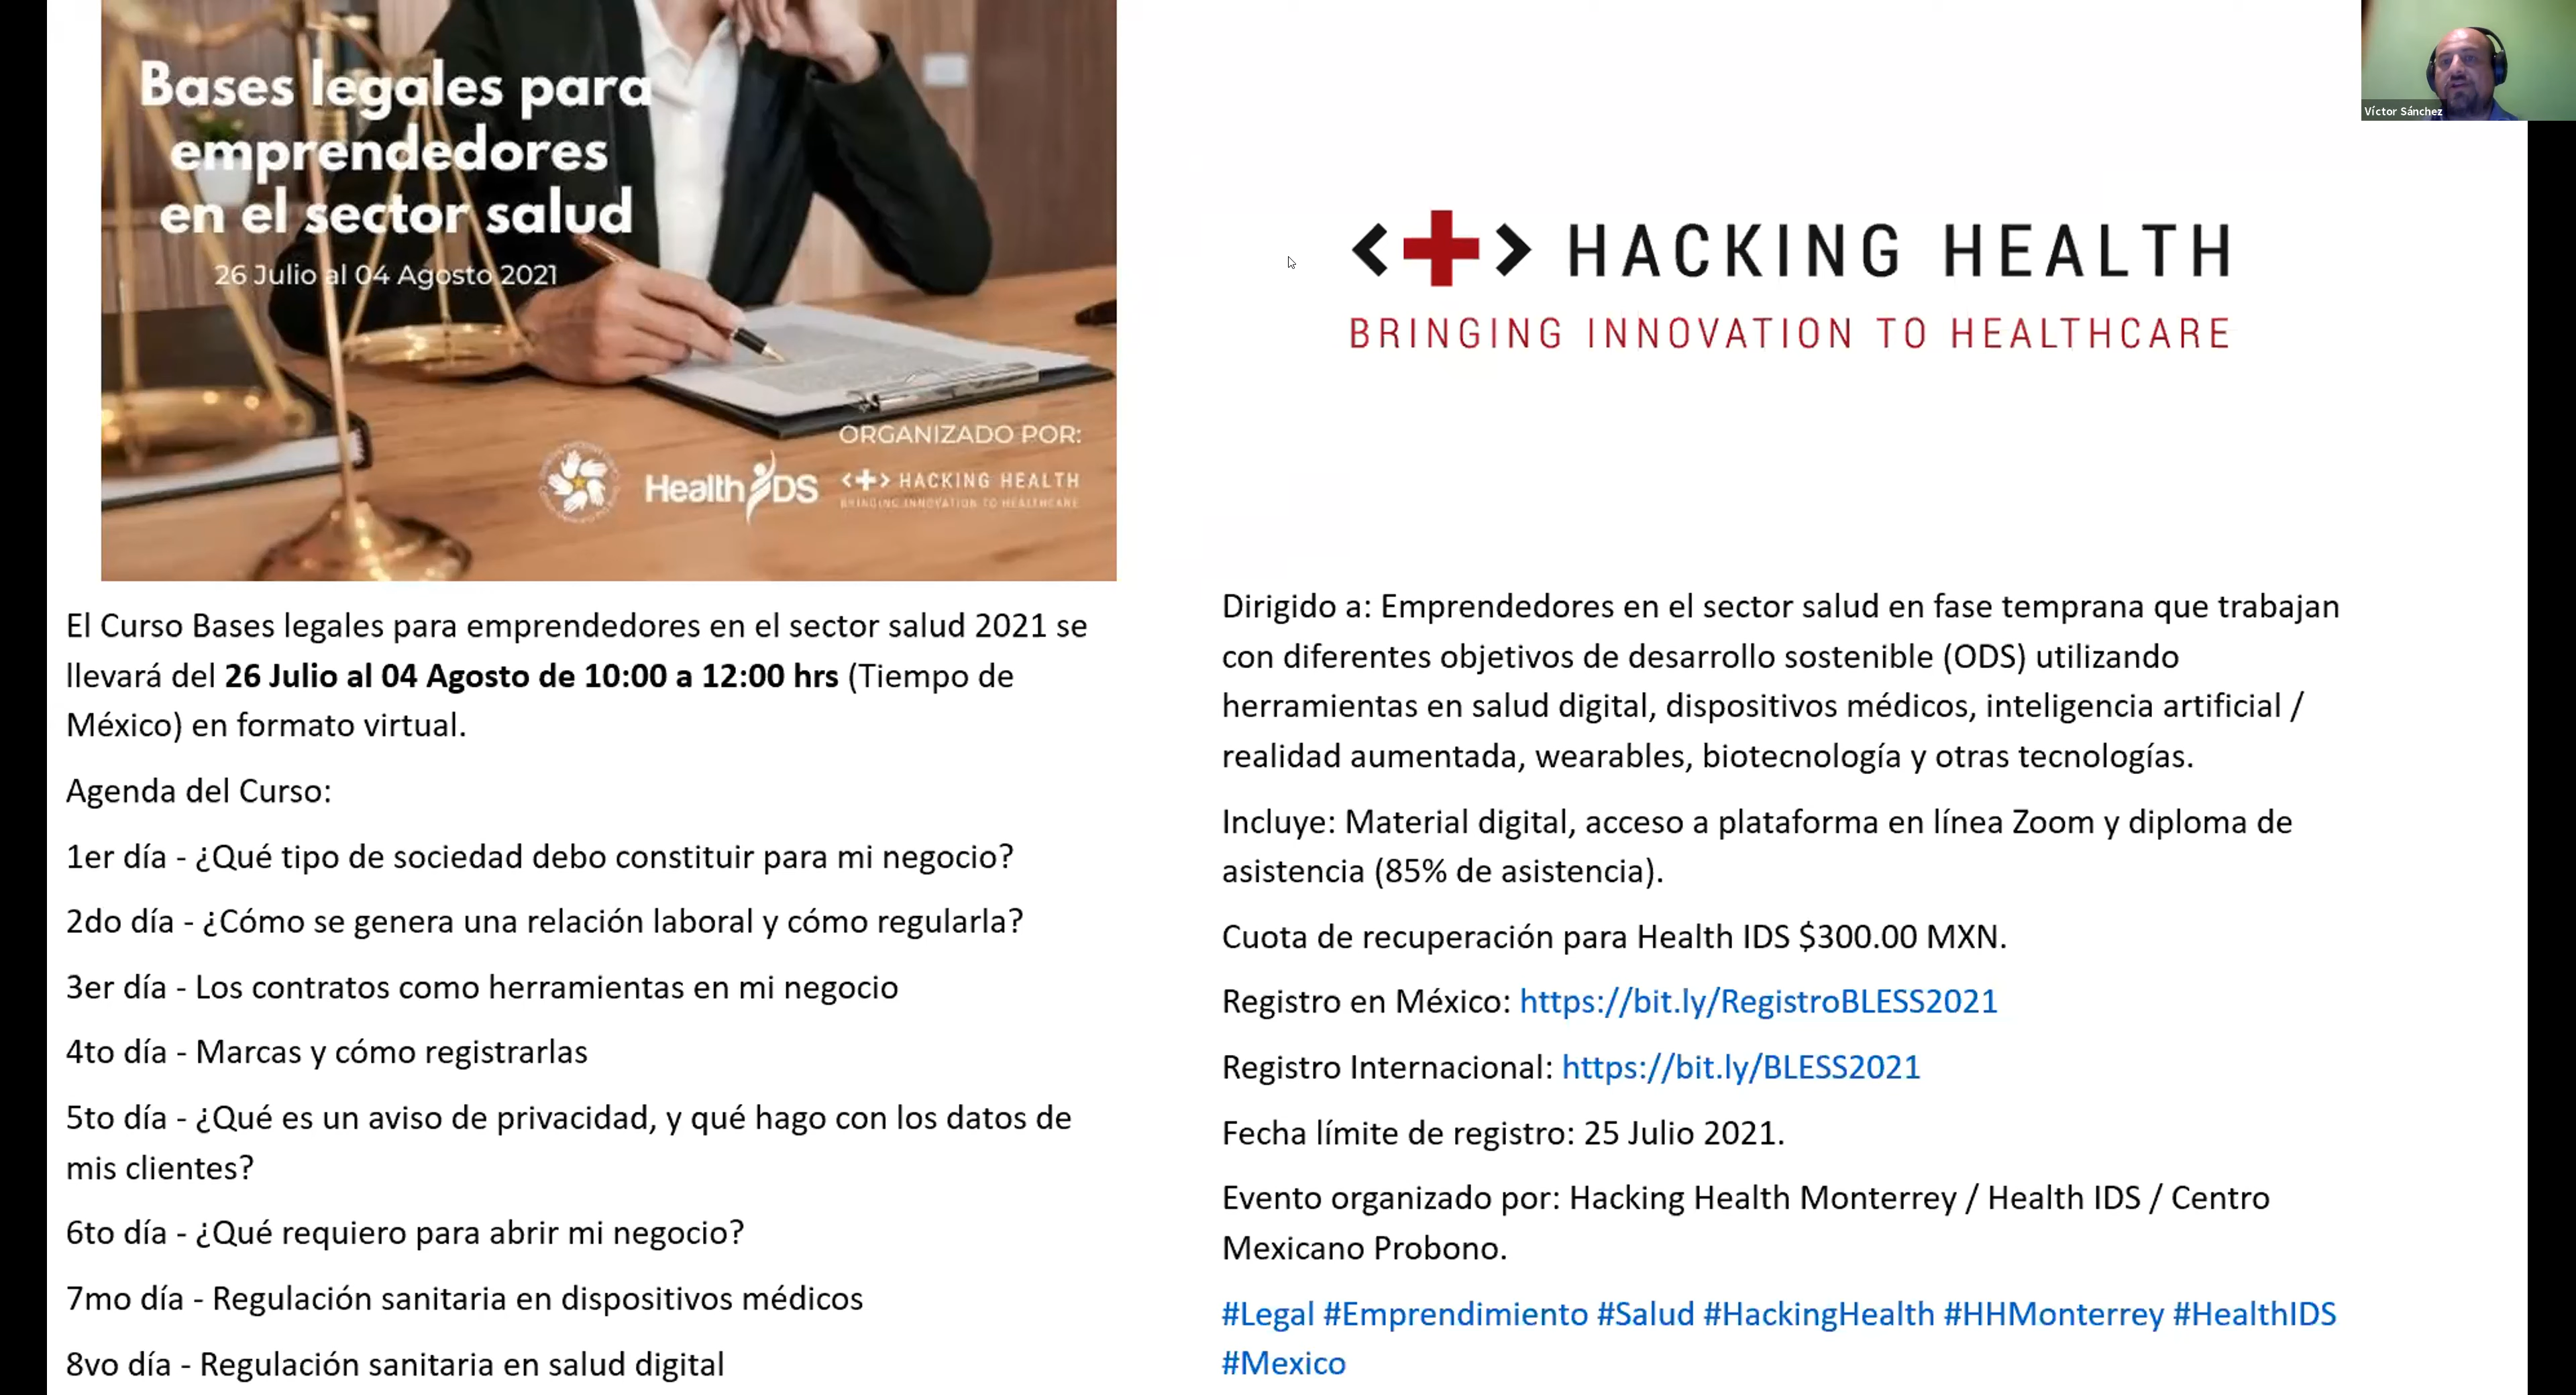 Bases legales para
emprendedores
en el sector salud
26 Julio al 04 Agosto 2021
ORGANIZADO POR:
Health IDS
<+> HACKING HEALTH
BRINGING INNOVATION TO HEALTHCARE
El Curso Bases legales para emprendedores en el sector salud 2021 se
llevará del 26 Julio al 04 Agosto de 10:00 a 12:00 hrs (Tiempo de
México) en formato virtual.
Agenda del Curso:
1er día - ¿Qué tipo de sociedad debo constituir para mi negocio?
2do día - ¿Cómo se genera una relación laboral y cómo regularla?
3er día - Los contratos como herramientas en mi negocio
4to día - Marcas y cómo registrarlas
5to día - ¿Qué es un aviso de privacidad, y qué hago con los datos de
mis clientes?
6to día - ¿Qué requiero para abrir mi negocio?
7mo día - Regulación sanitaria en dispositivos médicos
8vo día - Regulación sanitaria en salud digital
Víctor Sánchez
<+> HACKING HEALTH
BRINGING INNOVATION TO HEALTHCARE
Dirigido a: Emprendedores en el sector salud en fase temprana que trabajan
con diferentes objetivos de desarrollo sostenible (ODS) utilizando
herramientas en salud digital, dispositivos médicos, inteligencia artificial /
realidad aumentada, wearables, biotecnología y otras tecnologías.
Incluye: Material digital, acceso a plataforma en línea Zoom y diploma de
asistencia (85% de asistencia).
Cuota de recuperación para Health IDS $300.00 MXN.
Registro en México: https://bit.ly/RegistroBLESS2021
Registro Internacional: https://bit.ly/BLESS2021
Fecha límite de registro: 25 Julio 2021.
Evento organizado por: Hacking Health Monterrey / Health IDS / Centro
Mexicano Probono.
#Legal #Emprendimiento #Salud #HackingHealth #HHMonterrey #HealthIDS
#Mexico